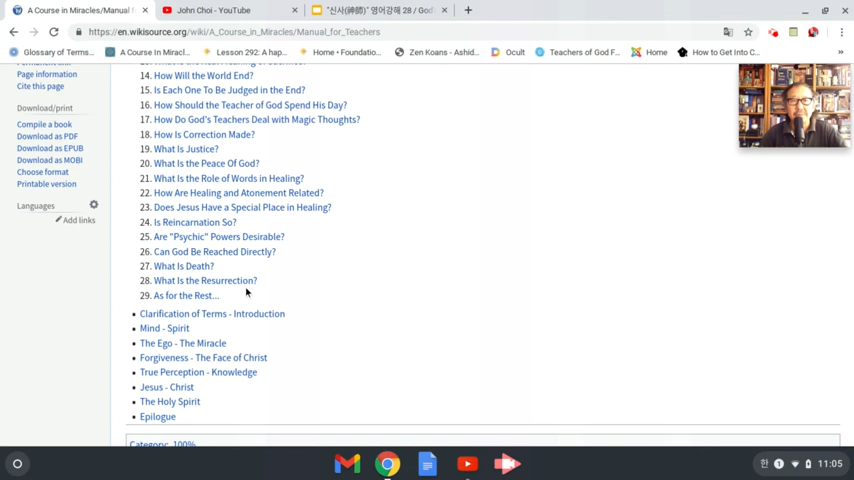 A Course in Miracles/Manual fo
John Choi - YouTube
"신사(神師)" 영어강해 28 / God
https://en.wikisource.org/wiki/A_Course_in_Miracles/Manual_for_Teachers
Glossary of Terms...
A Course In Miracl...
Lesson 292: A hap...
Home • Foundatio...
Zen Koans - Ashid...
Ocult
Teachers of God F...
Home
How to Get Into C...
Page information
Cite this page
Download/print
Compile a book
Download as PDF
Download as EPUB
Download as MOBI
Choose format
Printable version
Languages
Add links
14. How Will the World End?
15. Is Each One To Be Judged in the End?
16. How Should the Teacher of God Spend His Day?
17. How Do God's Teachers Deal with Magic Thoughts?
18. How Is Correction Made?
19. What Is Justice?
20. What Is the Peace Of God?
21. What Is the Role of Words in Healing?
22. How Are Healing and Atonement Related?
23. Does Jesus Have a Special Place in Healing?
24. Is Reincarnation So?
25. Are "Psychic" Powers Desirable?
26. Can God Be Reached Directly?
27. What Is Death?
28. What Is the Resurrection?
29. As for the Rest...
• Clarification of Terms - Introduction
• Mind - Spirit
• The Ego - The Miracle
• Forgiveness - The Face of Christ
• True Perception - Knowledge
• Jesus - Christ
• The Holy Spirit
• Epilogue
Category: 100%
한 1 11:05